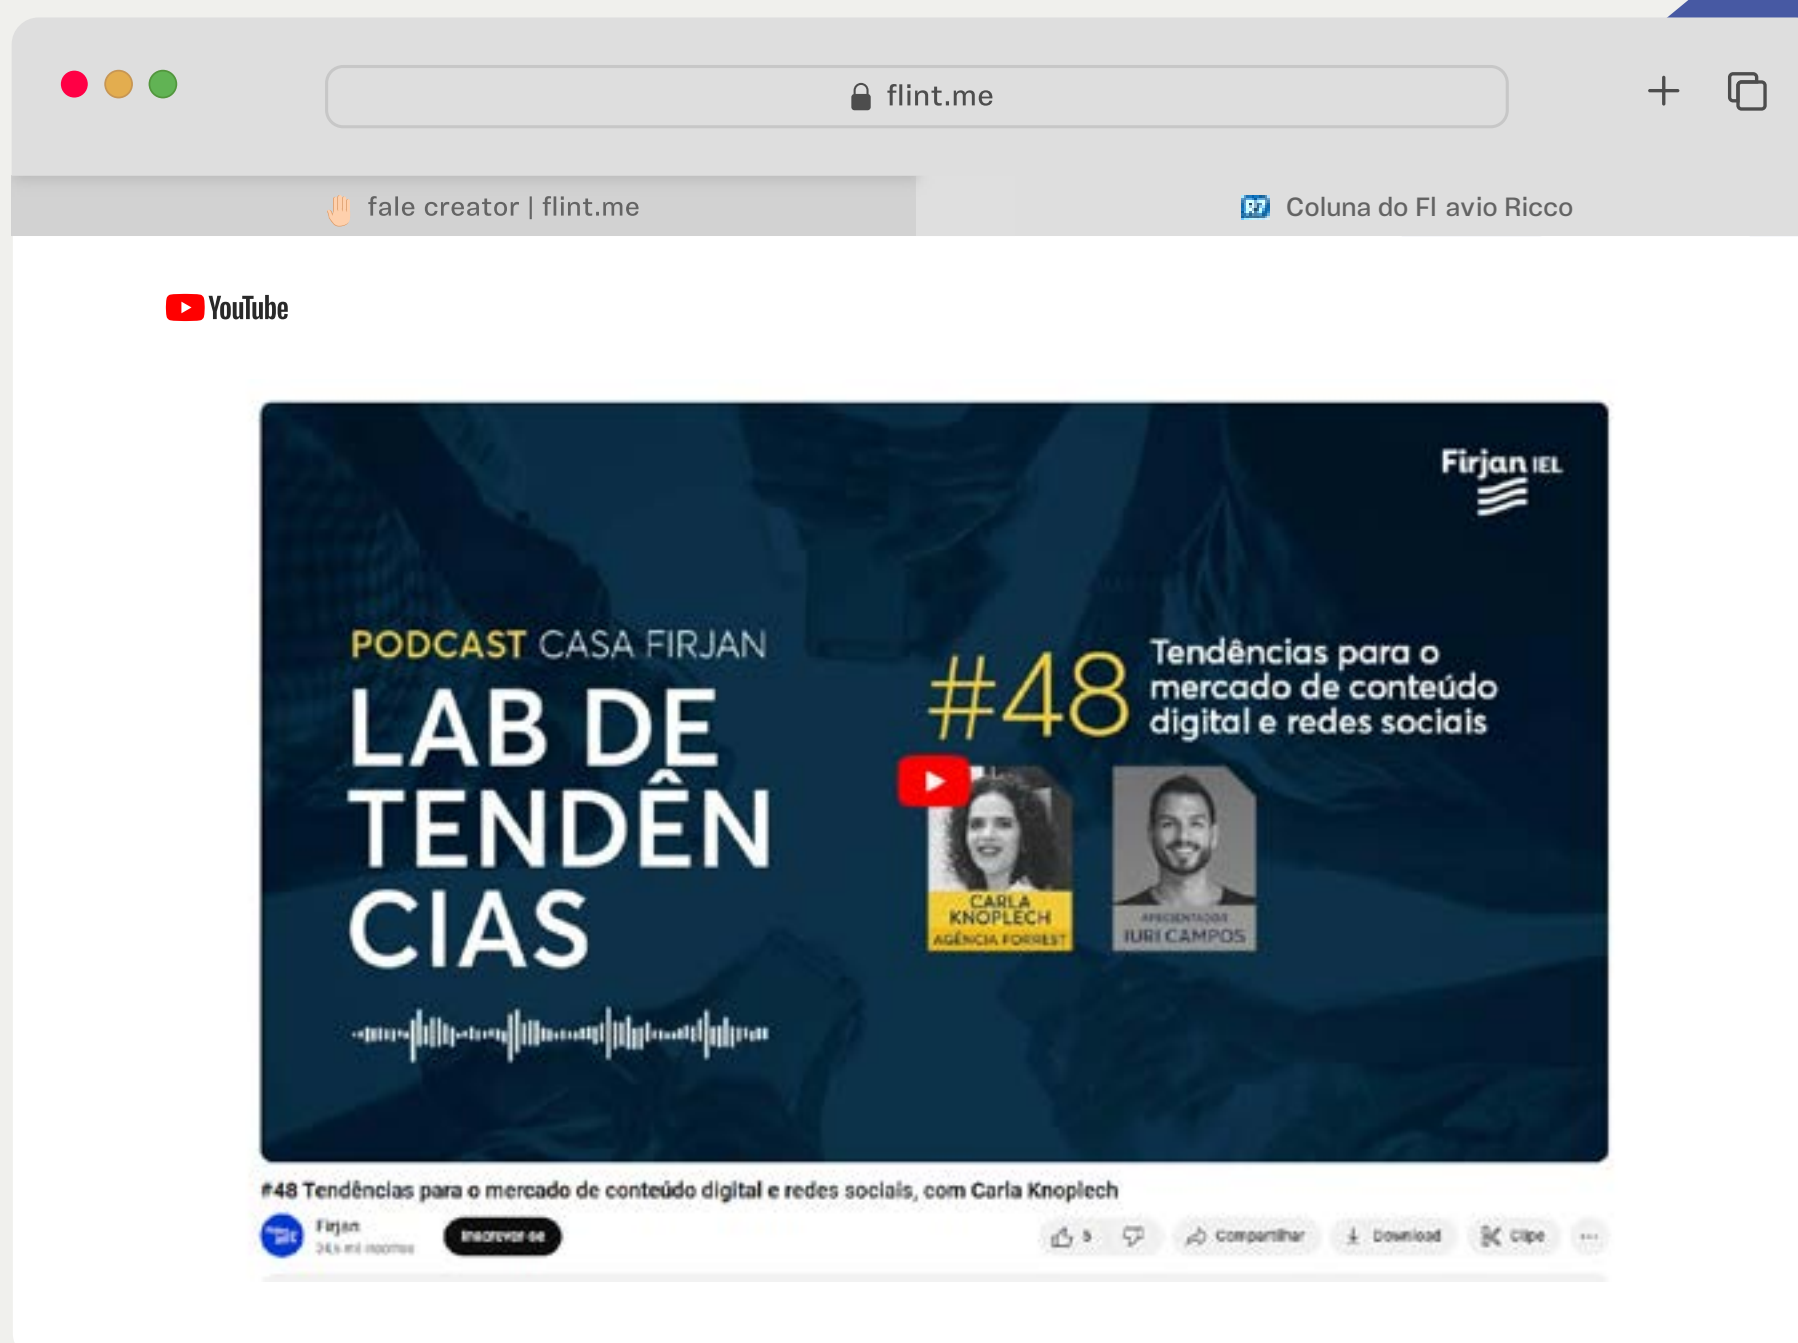 flint.me
fale creator | flint.me
Coluna do Fl avio Ricco
YouTube
Firjan IEL
PODCAST CASA FIRJAN
LAB DE
TENDÊN
CIAS
#48
Tendências para o
mercado de conteúdo
digital e redes sociais
CARLA
KNOPLECH
AGÊNCIA FORREST
APRESENTADOR
IURI CAMPOS
#48 Tendências para o mercado de conteúdo digital e redes sociais, com Carla Knoplech
Firjan
Inscrever-se
5
Compartilhar
Download
Clipe